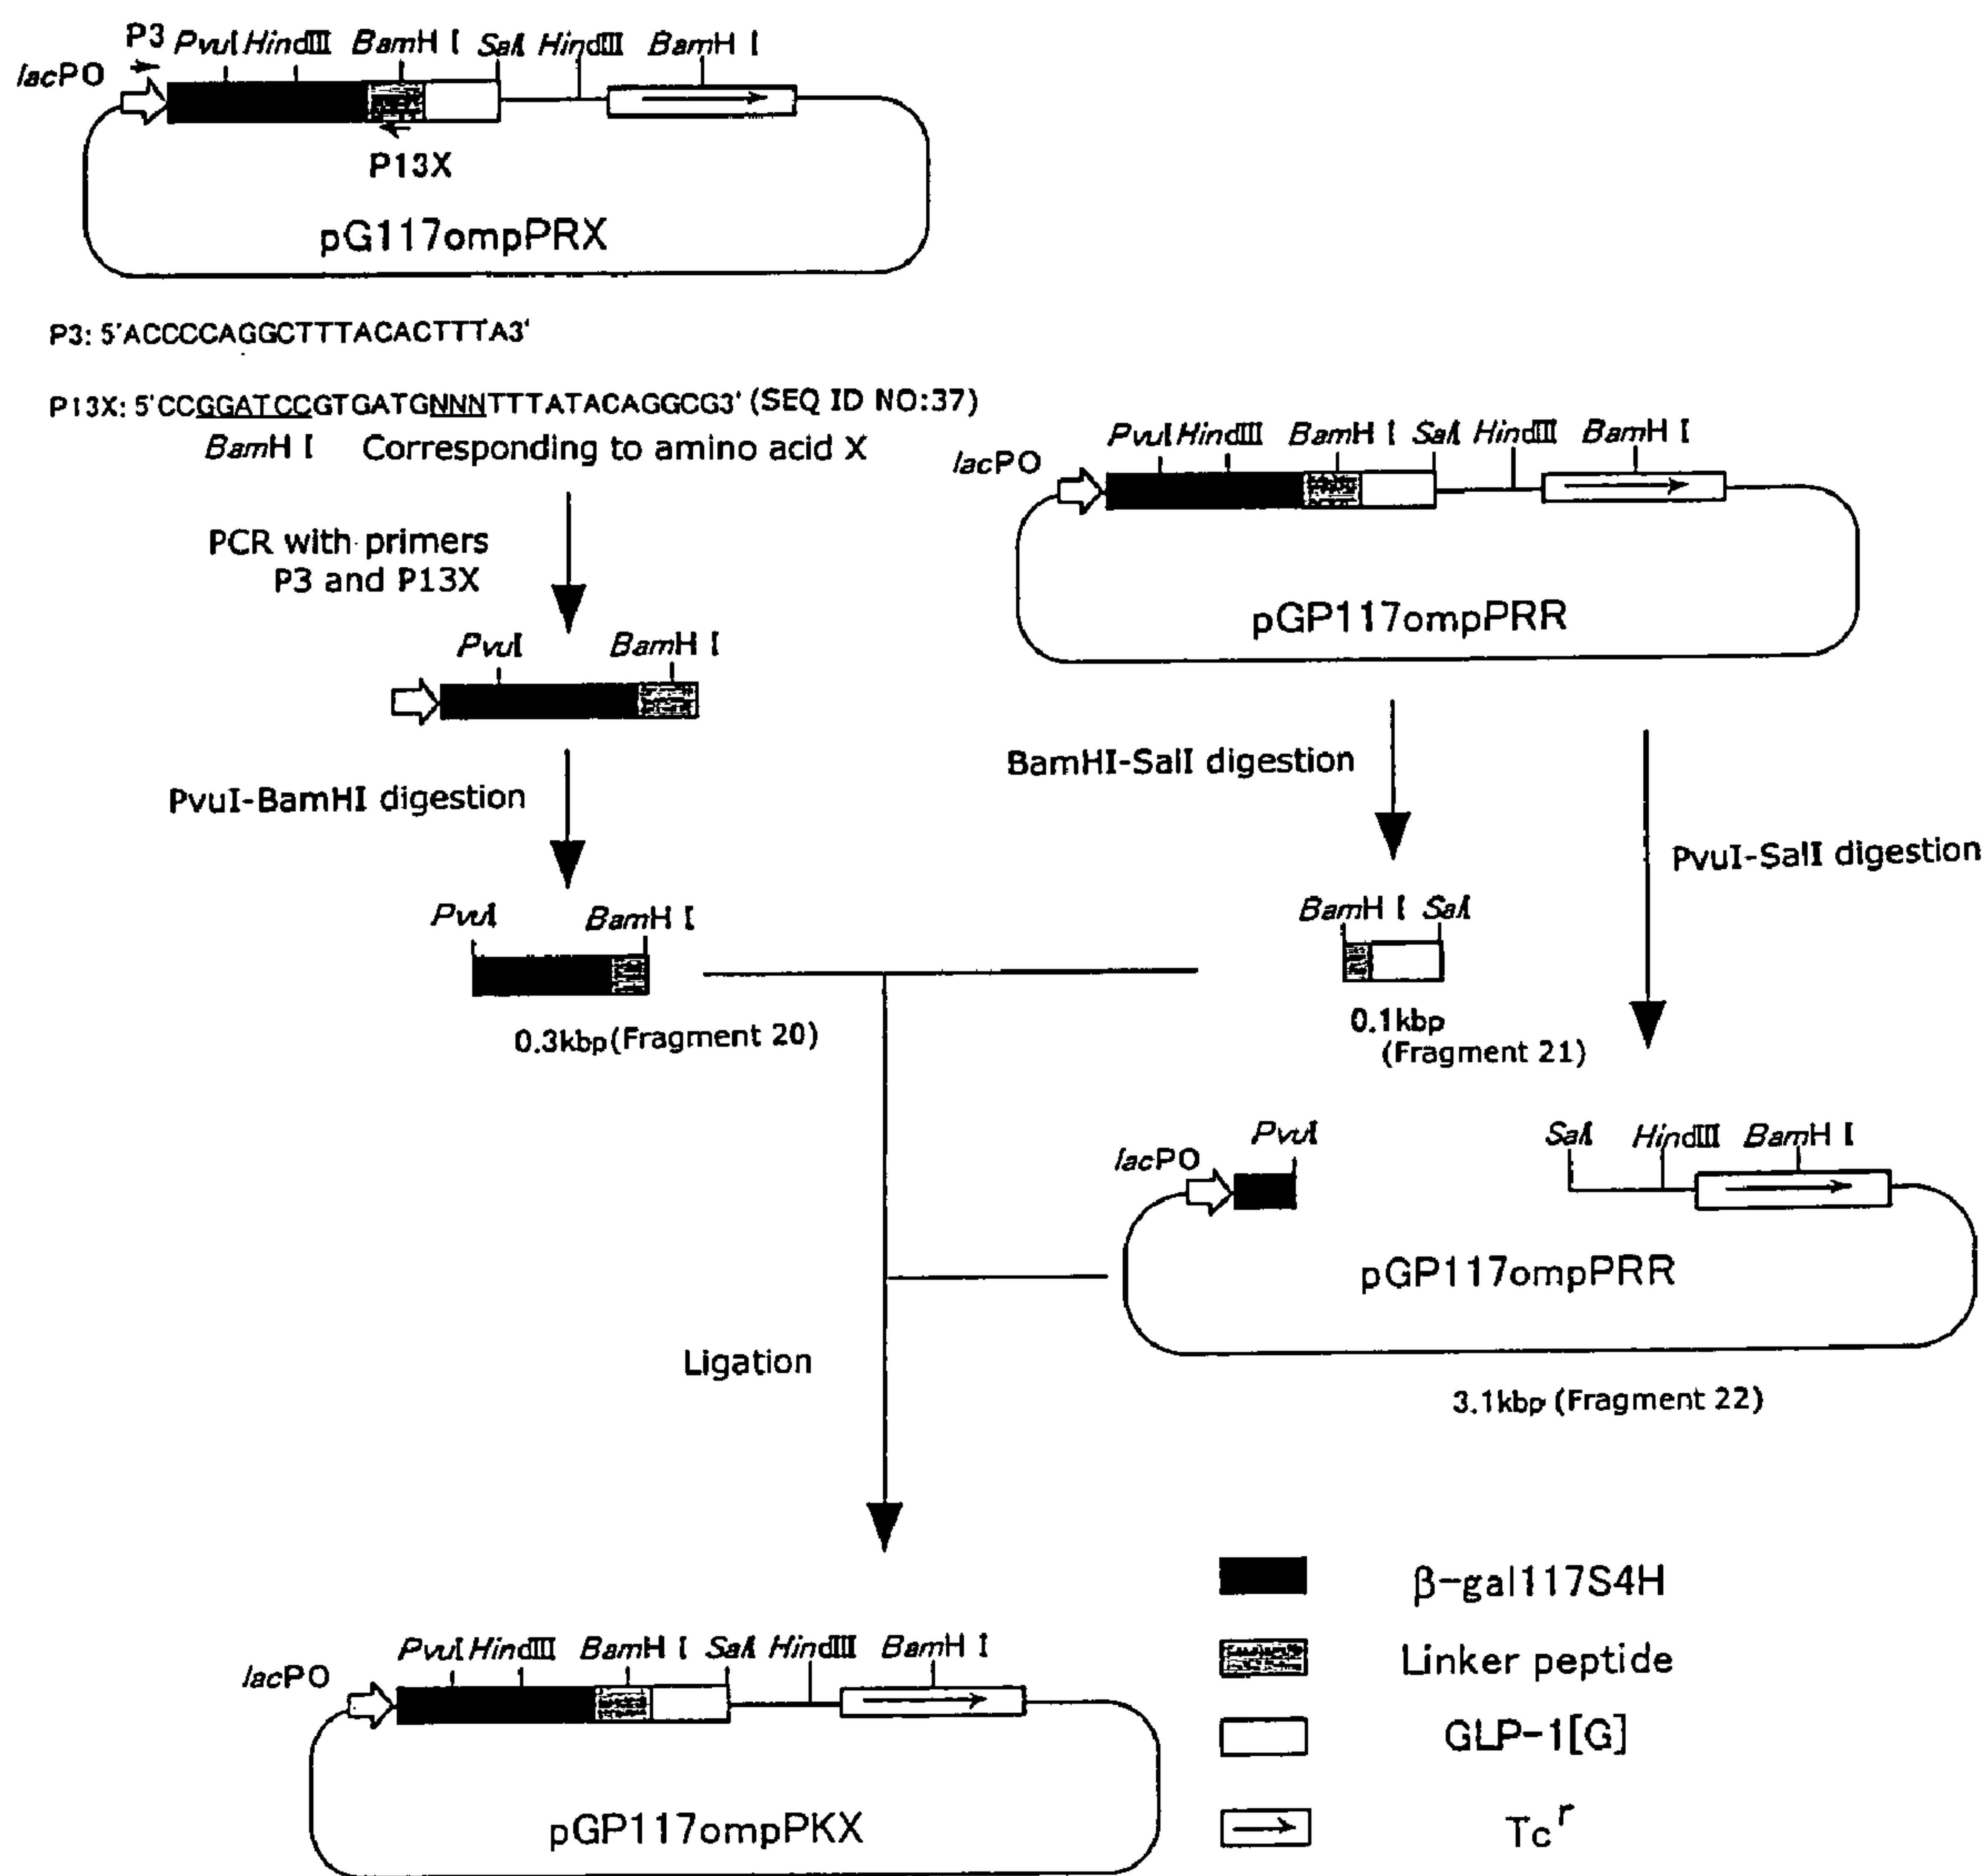 P3 PvuI HindIII BamH I SalI HindIII BamH I
lacPO
P13X
pG117ompPRX
P3: 5'ACCCCAGGCTTTACACTTTA3'
P13X: 5'CCGGATCCGTGATGNNNTTTATACAGGCG3' (SEQ ID NO:37)
BamH I Corresponding to amino acid X
PCR with primers
P3 and P13X
PvuI HindIII BamH I SalI HindIII BamH I
lacPO
pGP117ompPRR
PvuI BamH I
PvuI-BamHI digestion
BamHI-SalI digestion
PvuI-SalI digestion
PvuI BamH I
0.3kbp(Fragment 20)
BamH I SalI
0.1kbp
(Fragment 21)
lacPO PvuI SalI HindIII BamH I
pGP117ompPRR
3.1kbp (Fragment 22)
Ligation
PvuI HindIII BamH I SalI HindIII BamH I
lacPO
pGP117ompPKX
β-gal117S4H
Linker peptide
GLP-1[G]
Tcr